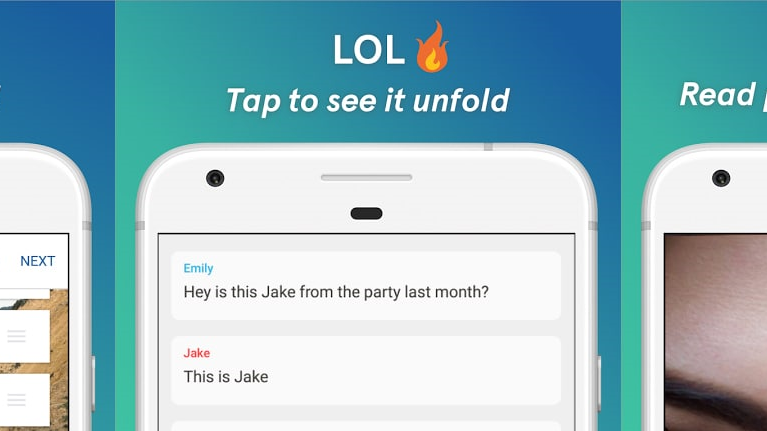 LOL🔥
Tap to see it unfold
Read
NEXT
Emily
Hey is this Jake from the party last month?
Jake
This is Jake